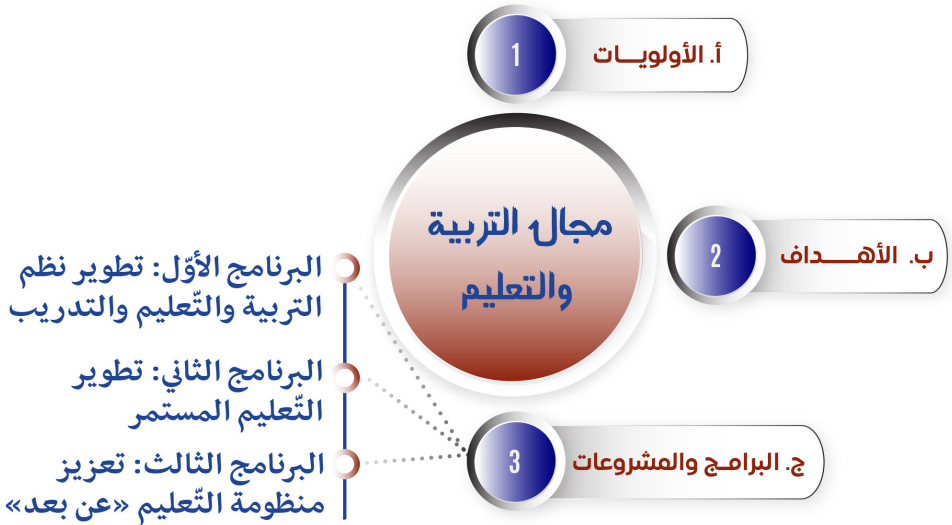 1
أ. الأولويـــات
مجال التربية
والتعليم
2
ب. الأهــــداف
3
ج. البرامـج والمشروعات
البرنامج الأوّل: تطوير نظم
التربية والتّعليم والتدريب
البرنامج الثاني: تطوير
التّعليم المستمر
البرنامج الثالث: تعزيز
منظومة التّعليم «عن بعد»